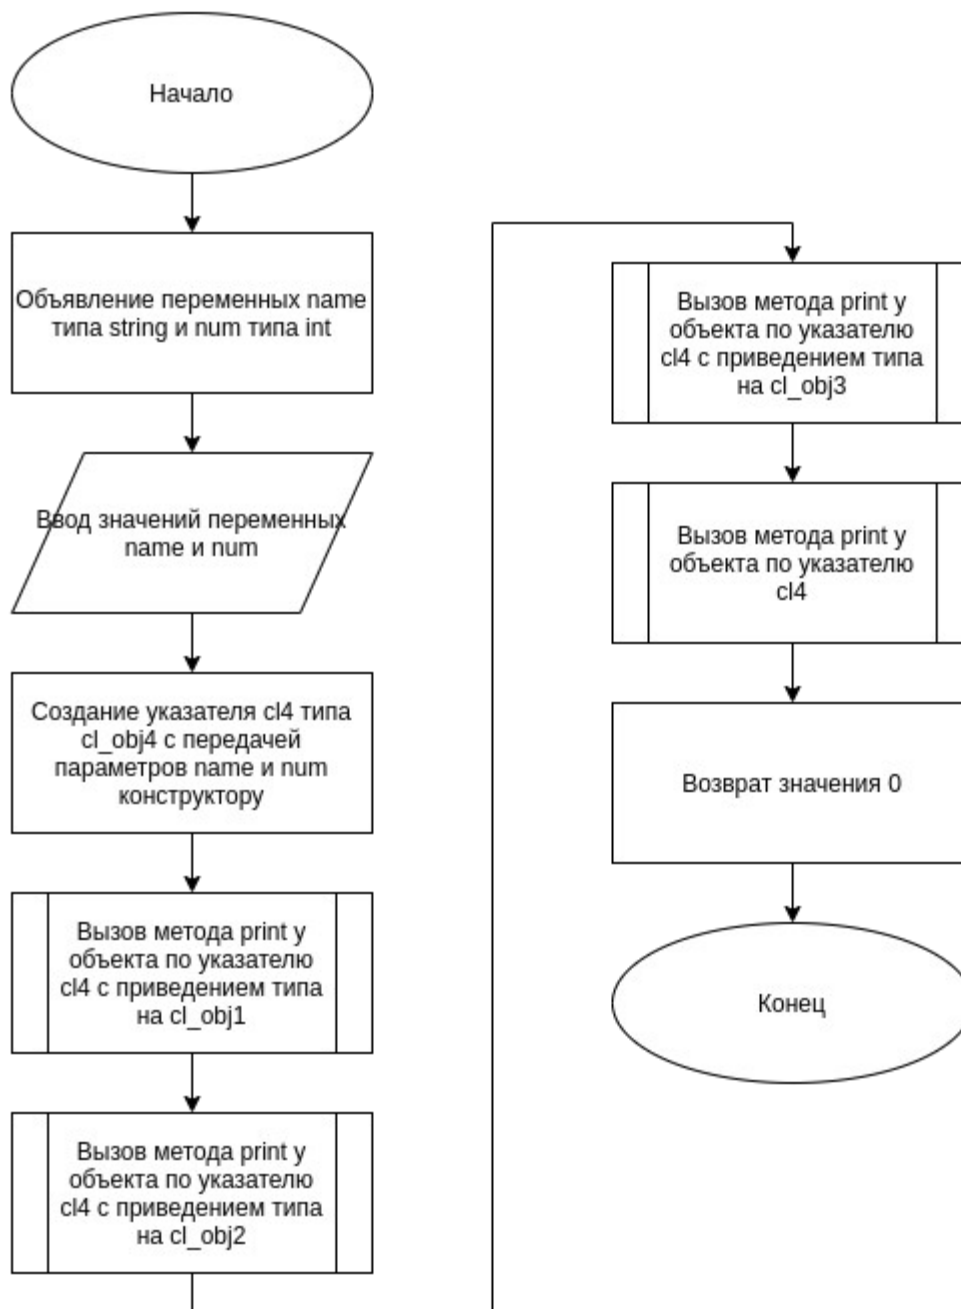 Начало
Объявление переменных name
типа string и num типа int
Ввод значений переменных
name и num
Создание указателя cl4 типа
cl_obj4 с передачей
параметров name и num
конструктору
Вызов метода print у
объекта по указателю
cl4 с приведением типа
на cl_obj1
Вызов метода print у
объекта по указателю
cl4 с приведением типа
на cl_obj2
Вызов метода print у
объекта по указателю
cl4 с приведением типа
на cl_obj3
Вызов метода print у
объекта по указателю
cl4
Возврат значения 0
Конец